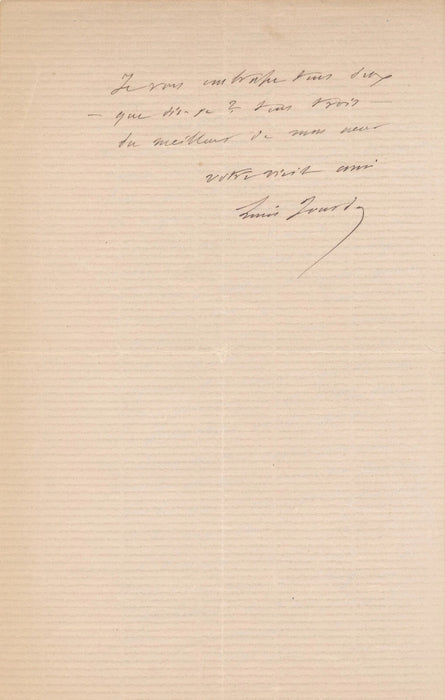 Je vous embrasse tous deux
— que dis-je ? tous trois —
du meilleur de mon cœur
votre vieil ami
Louis Jourdan